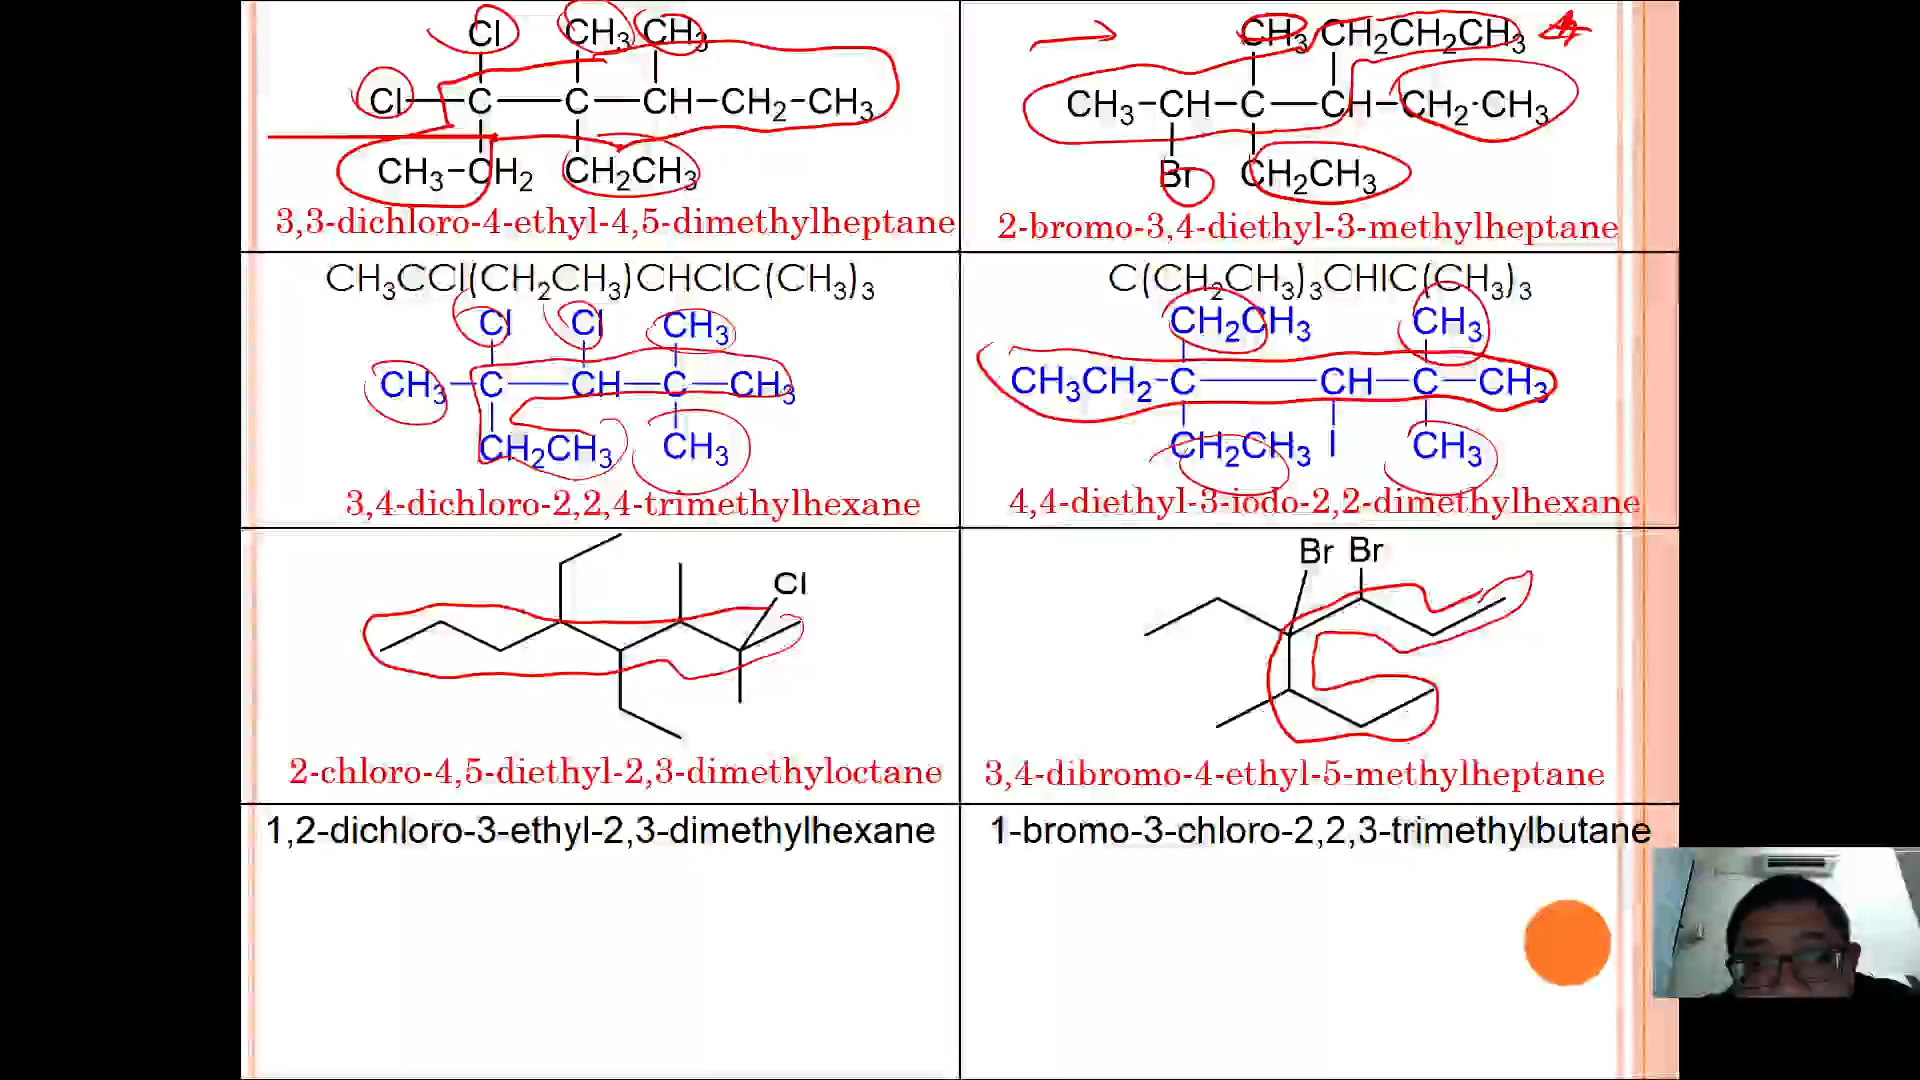 Cl CH₃ CH₃
Cl—C—C—CH—CH₂—CH₃
CH₃—CH₂ CH₂CH₃
3,3-dichloro-4-ethyl-4,5-dimethylheptane
CH₃ CH₂CH₂CH₃
CH₃—CH—C—CH—CH₂-CH₃
Br CH₂CH₃
2-bromo-3,4-diethyl-3-methylheptane
CH₃CCl(CH₂CH₃)CHClC(CH₃)₃
Cl Cl CH₃
CH₃—C—CH—C—CH₃
CH₂CH₃ CH₃
3,4-dichloro-2,2,4-trimethylhexane
C(CH₂CH₃)₃CHIC(CH₃)₃
CH₂CH₃ CH₃
CH₃CH₂—C—CH—C—CH₃
CH₂CH₃ I CH₃
4,4-diethyl-3-iodo-2,2-dimethylhexane
Cl
2-chloro-4,5-diethyl-2,3-dimethyloctane
Br Br
3,4-dibromo-4-ethyl-5-methylheptane
1,2-dichloro-3-ethyl-2,3-dimethylhexane
1-bromo-3-chloro-2,2,3-trimethylbutane